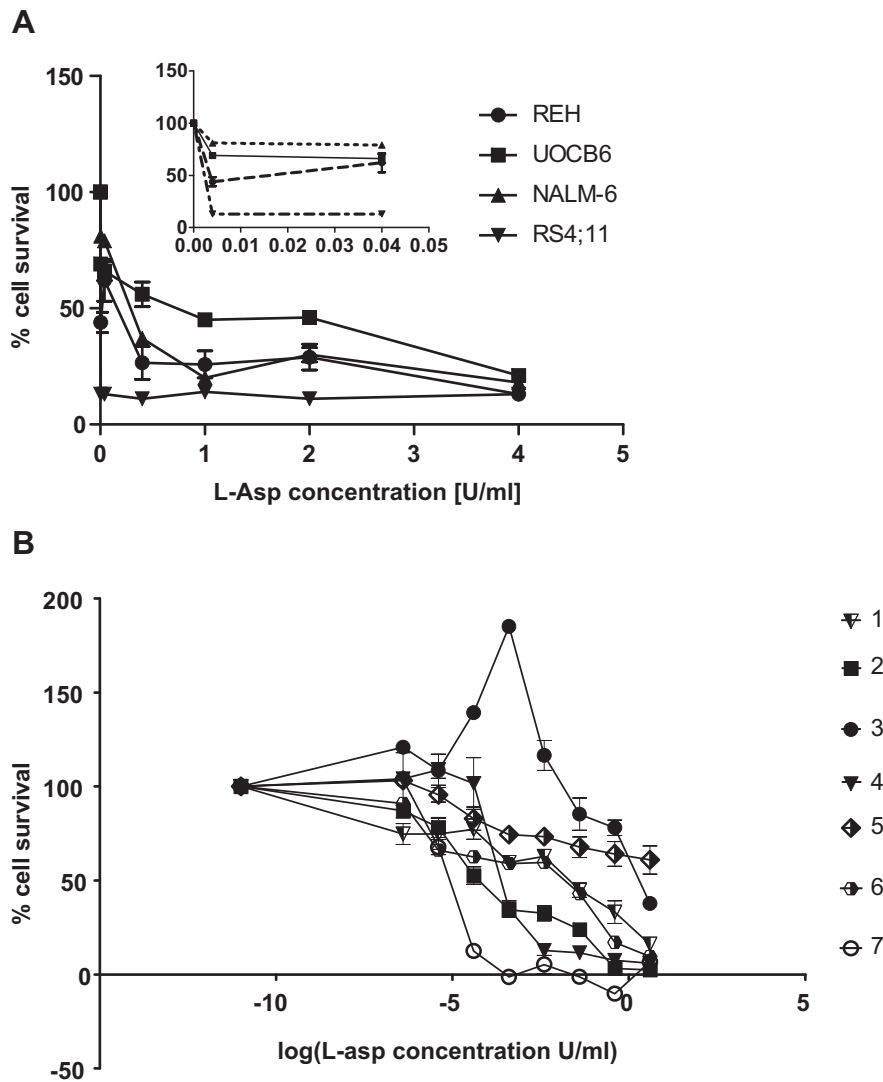 A
150
100
50
0
% cell survival
150
100
50
0
0.00 0.01 0.02 0.03 0.04 0.05
REH
UOCB6
NALM-6
RS4;11
0 1 2 3 4 5
L-Asp concentration [U/ml]
B
200
150
100
50
0
-50
% cell survival
-10 -5 0 5
log(L-asp concentration U/ml)
1
2
3
4
5
6
7